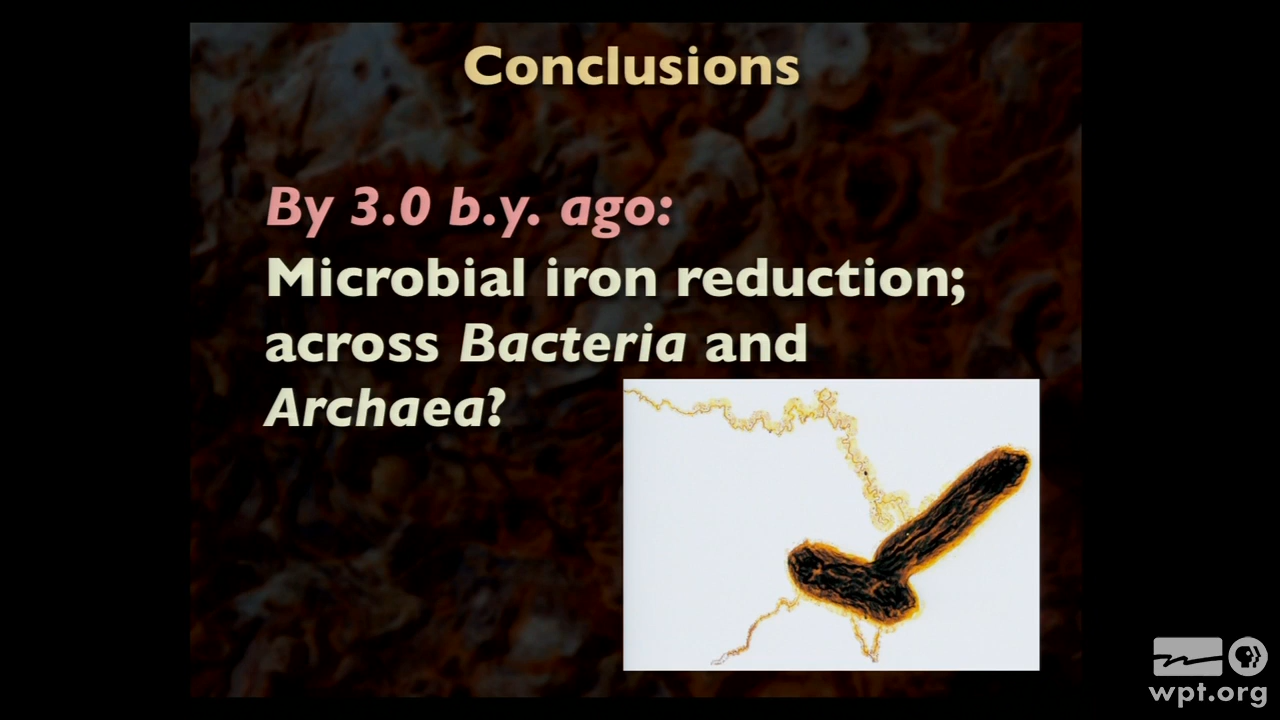 Conclusions
By 3.0 b.y. ago:
Microbial iron reduction;
across Bacteria and
Archaea?
wpt.org